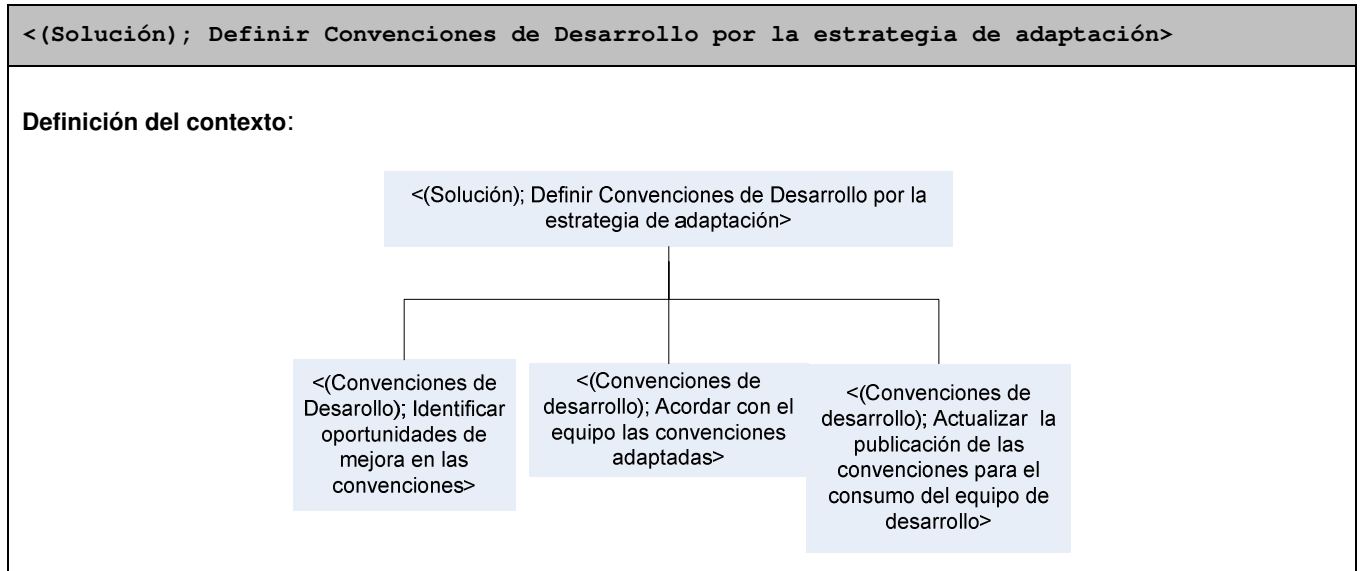 <(Solución); Definir Convenciones de Desarrollo por la estrategia de adaptación>
Definición del contexto:
<(Solución); Definir Convenciones de Desarrollo por la
estrategia de adaptación>
<(Convenciones de
Desarollo); Identificar
oportunidades de
mejora en las
convenciones>
<(Convenciones de
desarrollo); Acordar con el
equipo las convenciones
adaptadas>
<(Convenciones de
desarrollo); Actualizar la
publicación de las
convenciones para el
consumo del equipo de
desarrollo>